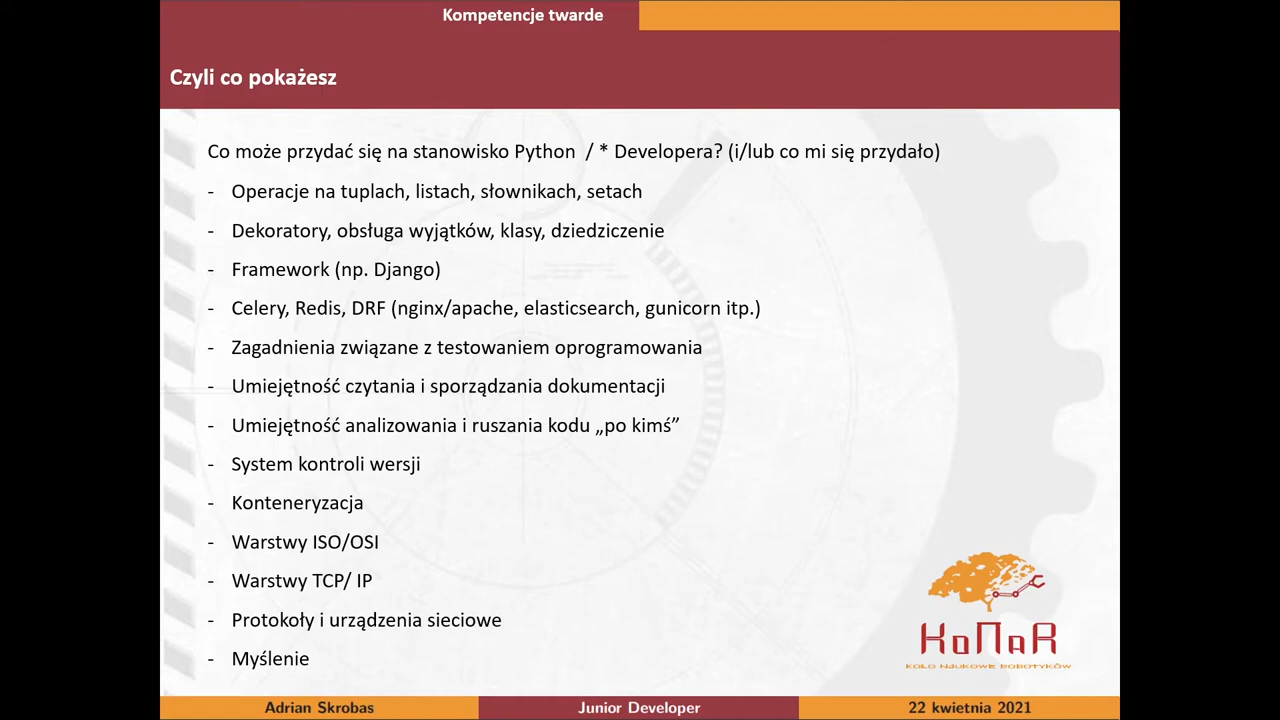 Kompetencje twarde
Czyli co pokażesz
Co może przydać się na stanowisko Python / * Developera? (i/lub co mi się przydało)
- Operacje na tuplach, listach, słownikach, setach
- Dekoratory, obsługa wyjątków, klasy, dziedziczenie
- Framework (np. Django)
- Celery, Redis, DRF (nginx/apache, elasticsearch, gunicorn itp.)
- Zagadnienia związane z testowaniem oprogramowania
- Umiejętność czytania i sporządzania dokumentacji
- Umiejętność analizowania i ruszania kodu „po kimś”
- System kontroli wersji
- Konteneryzacja
- Warstwy ISO/OSI
- Warstwy TCP/ IP
- Protokoły i urządzenia sieciowe
- Myślenie
KoNaR
KOŁO NAUKOWE ROBOTYKÓW
Adrian Skrobas
Junior Developer
22 kwietnia 2021